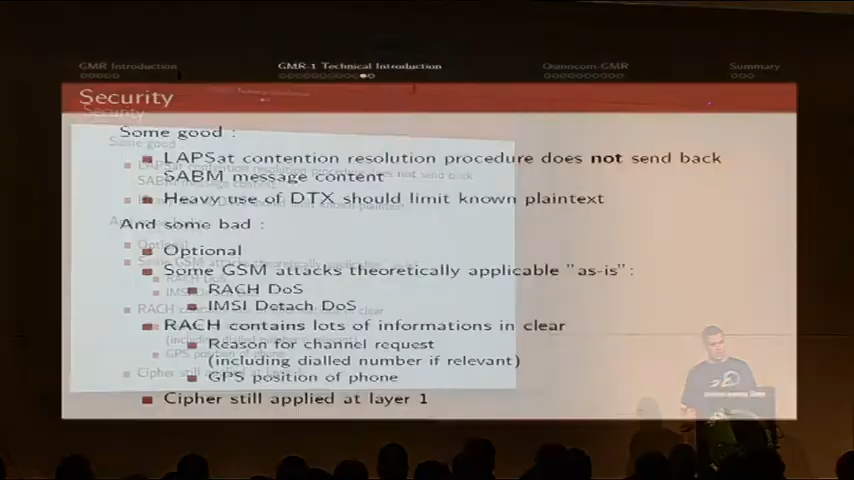 GMR Introduction
GMR-1 Technical Introduction
Osmocom-GMR
Summary
Security
Some good :
LAPSat contention resolution procedure does not send back
SABM message content
Heavy use of DTX should limit known plaintext
And some bad :
Optional
Some GSM attacks theoretically applicable "as-is":
RACH DoS
IMSI Detach DoS
RACH contains lots of informations in clear
Reason for channel request
(including dialled number if relevant)
GPS position of phone
Cipher still applied at layer 1